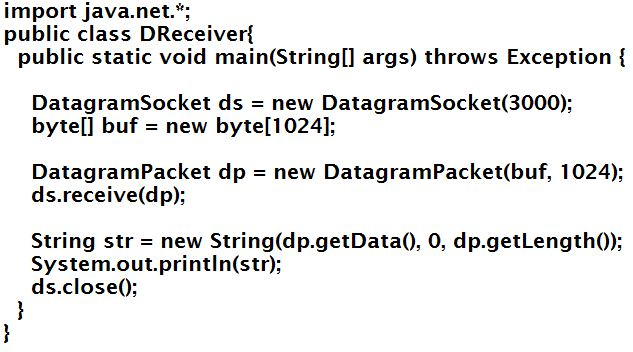 import java.net.*;
public class DReceiver{
  public static void main(String[] args) throws Exception {

    DatagramSocket ds = new DatagramSocket(3000);
    byte[] buf = new byte[1024];

    DatagramPacket dp = new DatagramPacket(buf, 1024);
    ds.receive(dp);

    String str = new String(dp.getData(), 0, dp.getLength());
    System.out.println(str);
    ds.close();
  }
}